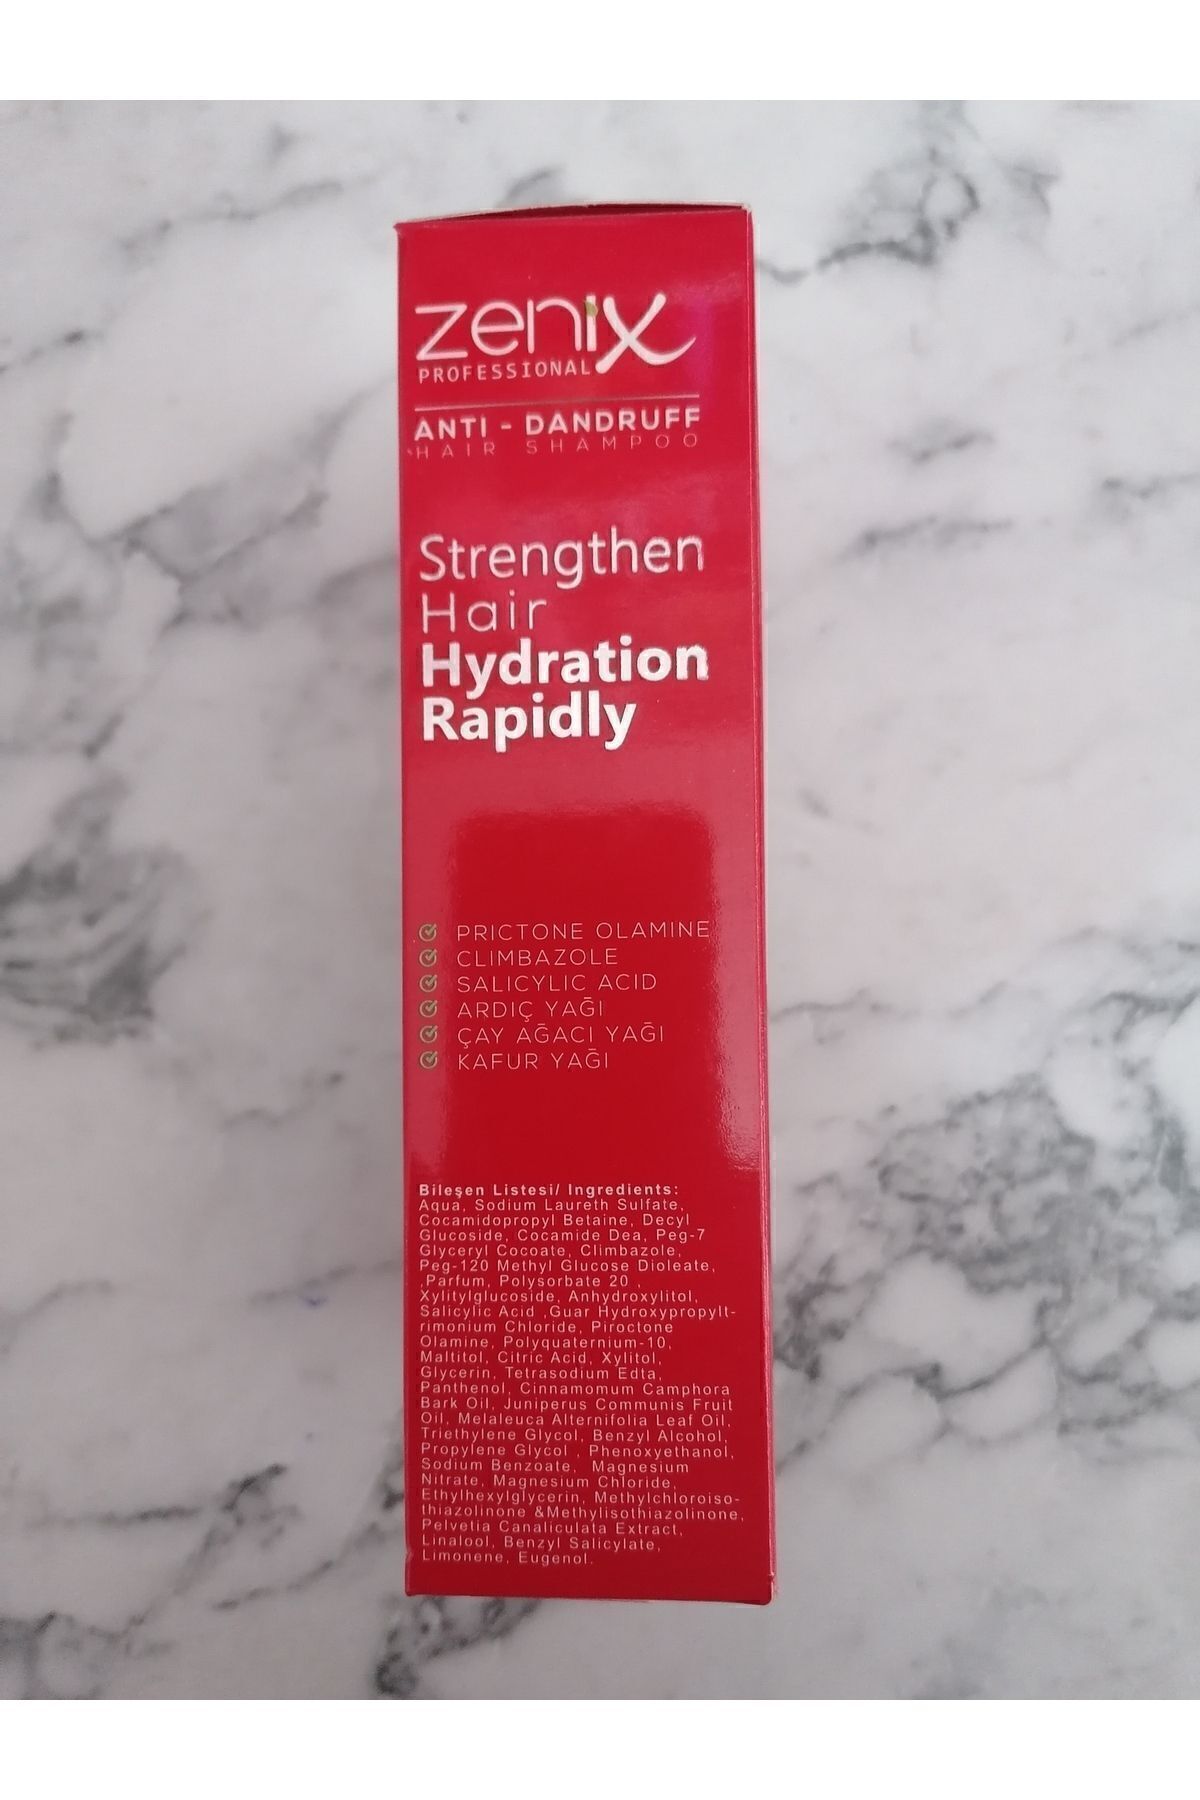 zenix
PROFESSIONAL
ANTI - DANDRUFF
HAIR SHAMPOO
Strengthen
Hair
Hydration
Rapidly
PRICTONE OLAMINE
CLIMBAZOLE
SALICYLIC ACID
ARDIÇ YAĞI
ÇAY AĞACI YAĞI
KAFUR YAĞI
Bileşen Listesi/ Ingredients:
Aqua, Sodium Laureth Sulfate,
Cocamidopropyl Betaine, Decyl
Glucoside, Cocamide Dea, Peg-7
Glyceryl Cocoate, Climbazole,
Peg-120 Methyl Glucose Dioleate,
,Parfum, Polysorbate 20 ,
Xylitylglucoside, Anhydroxylitol,
Salicylic Acid ,Guar Hydroxypropylt-
rimonium Chloride, Piroctone
Olamine, Polyquaternium-10,
Maltitol, Citric Acid, Xylitol,
Glycerin, Tetrasodium Edta,
Panthenol, Cinnamomum Camphora
Bark Oil, Juniperus Communis Fruit
Oil, Melaleuca Alternifolia Leaf Oil,
Triethylene Glycol, Benzyl Alcohol,
Propylene Glycol , Phenoxyethanol,
Sodium Benzoate, Magnesium
Nitrate, Magnesium Chloride,
Ethylhexylglycerin, Methylchloroiso-
thiazolinone &Methylisothiazolinone,
Pelvetia Canaliculata Extract,
Linalool, Benzyl Salicylate,
Limonene, Eugenol.